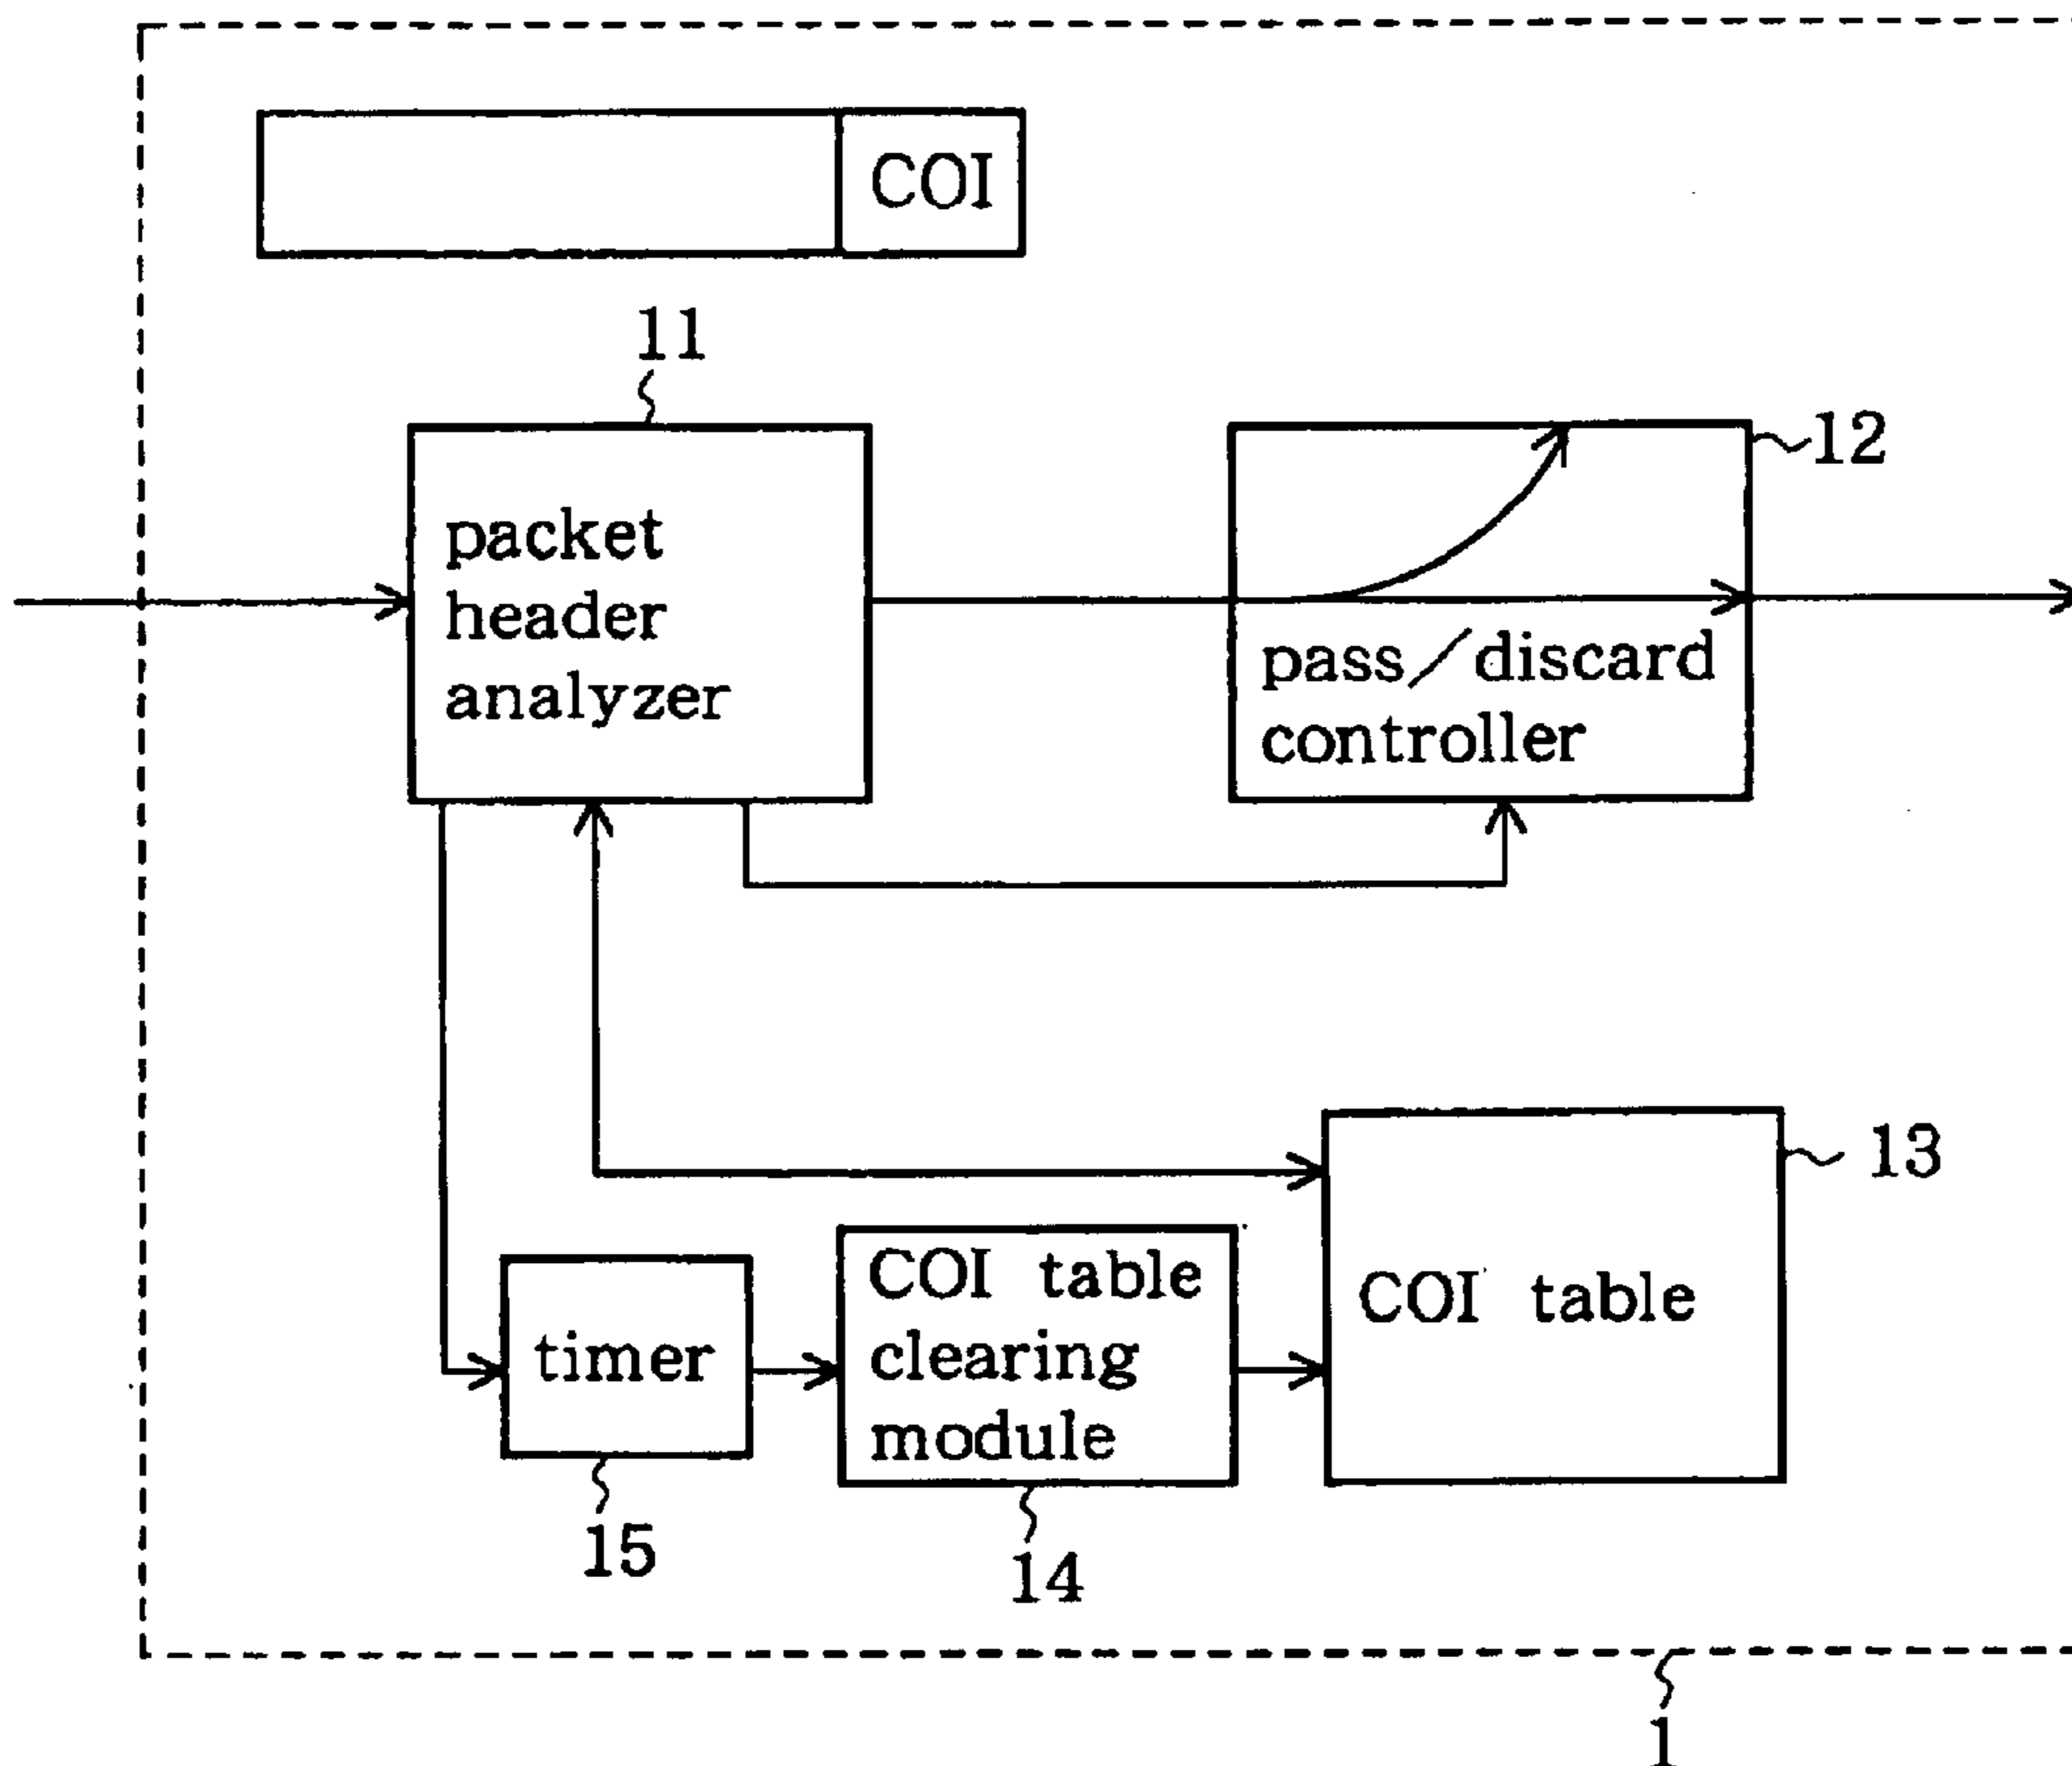 COI
11
12
packet
header
analyzer
pass/discard
controller
13
COI table
clearing
module
COI table
timer
15
14
1